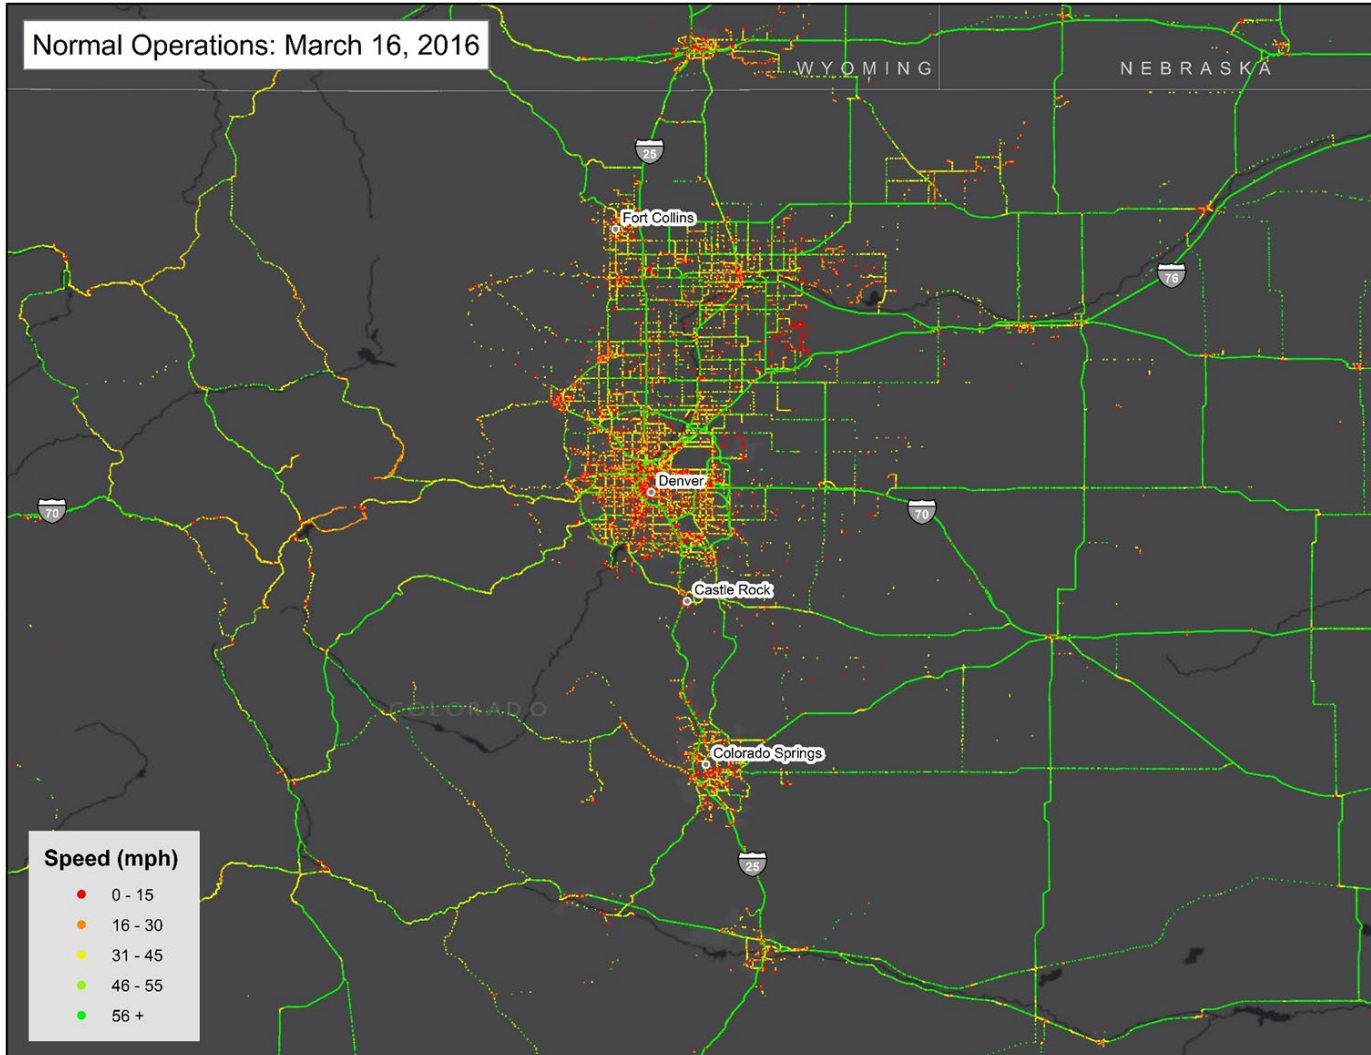 Normal Operations: March 16, 2016
WYOMING
NEBRASKA
25
Fort Collins
76
Denver
70
70
Castle Rock
COLORADO
Colorado Springs
25
Speed (mph)
0 - 15
16 - 30
31 - 45
46 - 55
56 +